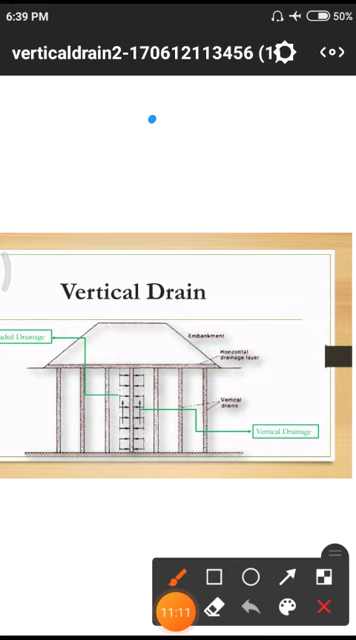 6:39 PM
50%
verticaldrain2-170612113456 (1
Vertical Drain
adial Drainage
Embankment
Horizontal
drainage layer
Vertical
drains
Vertical Drainage
11:11